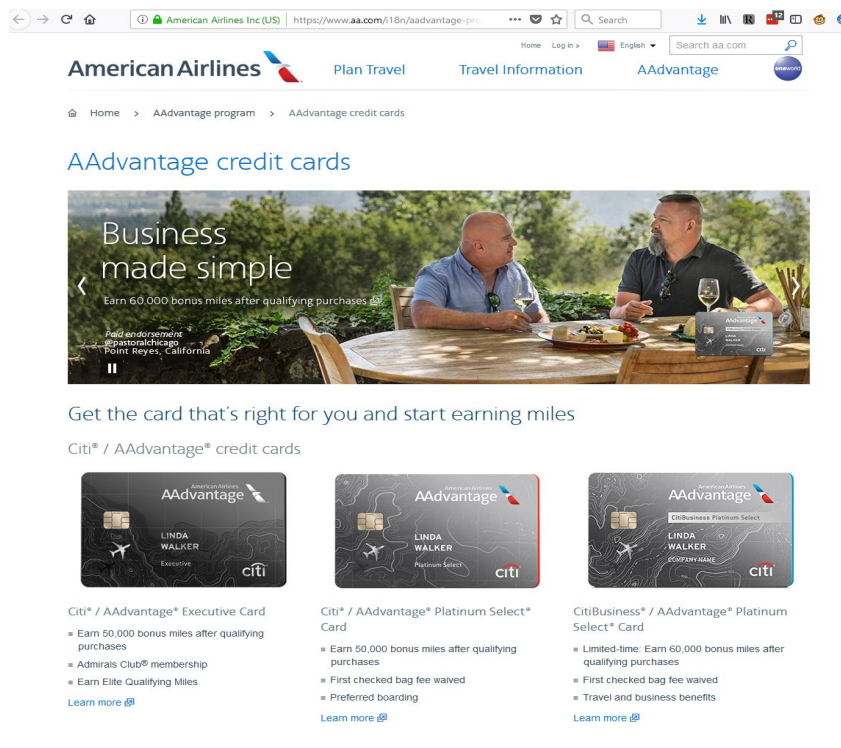 American Airlines Inc (US)
https://www.aa.com/i18n/aadvantage-pro
Search
12
Home Log in » English
Search aa.com
American Airlines
Plan Travel Travel Information AAdvantage
oneworld
Home > AAdvantage program > AAdvantage credit cards
AAdvantage credit cards
Business
made simple
Earn 60,000 bonus miles after qualifying purchases
Paid endorsement
@pastoralchicago
Point Reyes, California
AAdvantage
LINDA
WALKER
citi
Get the card that's right for you and start earning miles
Citi® / AAdvantage® credit cards
American Airlines
AAdvantage
LINDA
WALKER
Executive
citi
American Airlines
AAdvantage
LINDA
WALKER
Platinum Select
citi
American Airlines
AAdvantage
CitiBusiness Platinum Select
LINDA
WALKER
COMPANY NAME
citi
Citi® / AAdvantage® Executive Card
Earn 50,000 bonus miles after qualifying
purchases
Admirals Club® membership
Earn Elite Qualifying Miles
Learn more
Citi® / AAdvantage® Platinum Select®
Card
Earn 50,000 bonus miles after qualifying
purchases
First checked bag fee waived
Preferred boarding
Learn more
CitiBusiness® / AAdvantage® Platinum
Select® Card
Limited-time: Earn 60,000 bonus miles after
qualifying purchases
First checked bag fee waived
Travel and business benefits
Learn more